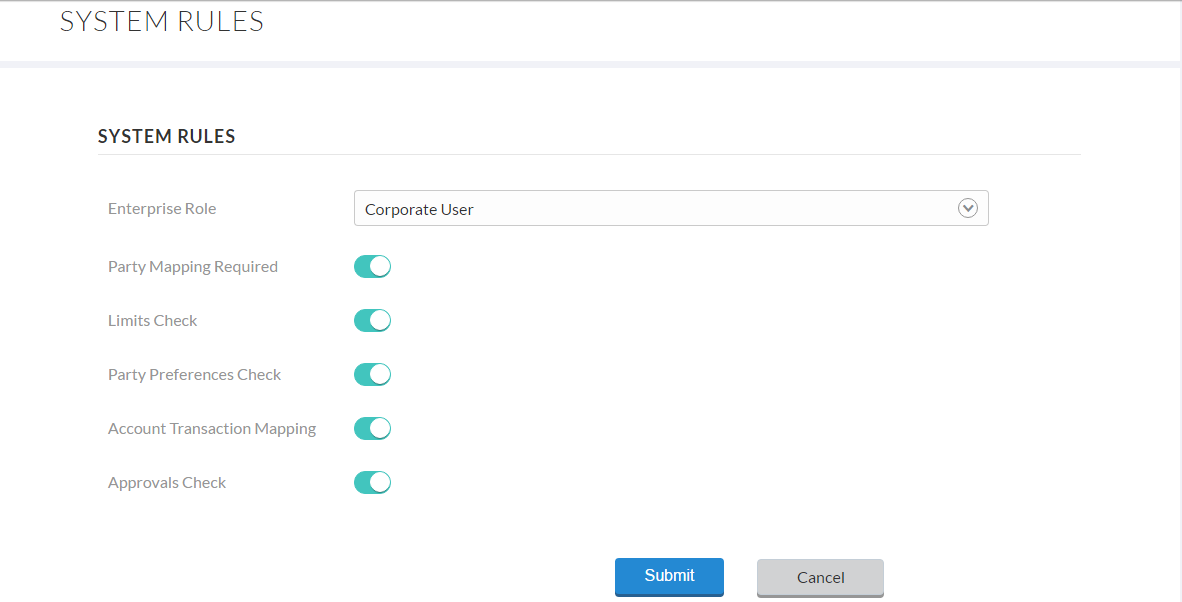 SYSTEM RULES
SYSTEM RULES
Enterprise Role
Corporate User
Party Mapping Required
Limits Check
Party Preferences Check
Account Transaction Mapping
Approvals Check
Submit
Cancel